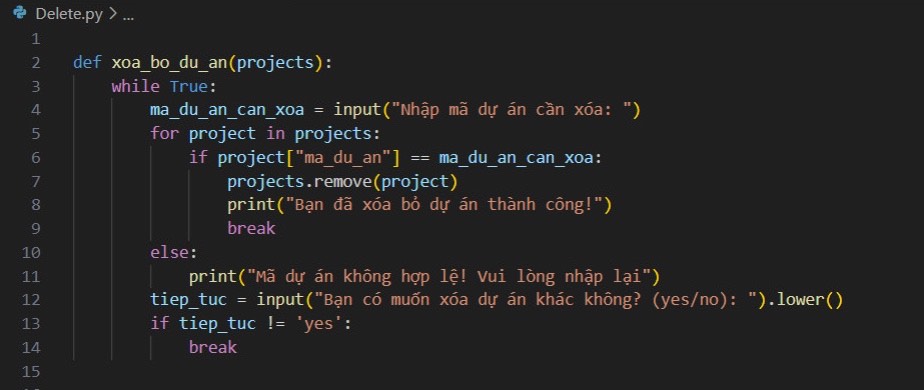 Delete.py > ...
1
2 def xoa_bo_du_an(projects):
3     while True:
4         ma_du_an_can_xoa = input("Nhập mã dự án cần xóa: ")
5         for project in projects:
6             if project["ma_du_an"] == ma_du_an_can_xoa:
7                 projects.remove(project)
8                 print("Bạn đã xóa bỏ dự án thành công!")
9                 break
10         else:
11             print("Mã dự án không hợp lệ! Vui lòng nhập lại")
12         tiep_tuc = input("Bạn có muốn xóa dự án khác không? (yes/no): ").lower()
13         if tiep_tuc != 'yes':
14             break
15